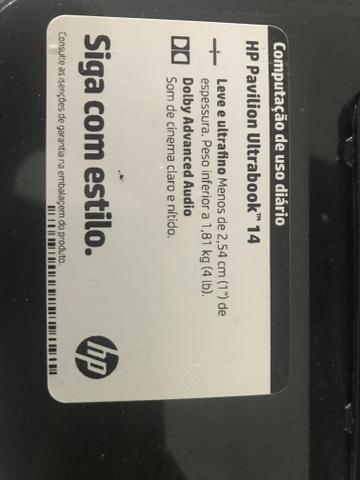 Computação de uso diário
HP Pavilion Ultrabook™ 14
Leve e ultrafino Menos de 2,54 cm (1") de
espessura. Peso inferior a 1,81 kg (4 lb).
Dolby Advanced Audio
Som de cinema claro e nítido.
Siga com estilo.
Consulte as isenções de garantia na embalagem do produto.
hp